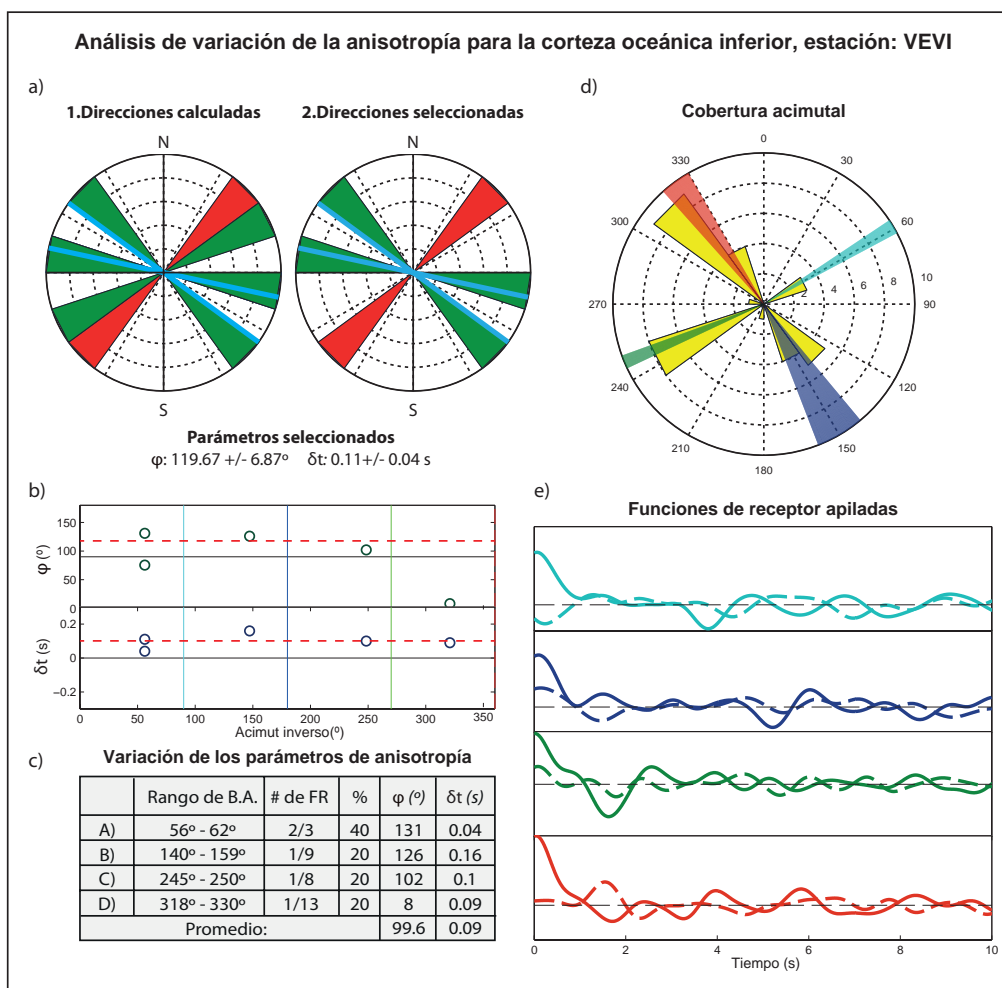 Análisis de variación de la anisotropía para la corteza oceánica inferior, estación: VEVI
a)
1.Direcciones calculadas
2.Direcciones seleccionadas
N
N
S
S
Parámetros seleccionados
φ: 119.67 +/- 6.87º δt: 0.11+/- 0.04 s
d)
Cobertura acimutal
0
30
60
90
120
150
180
210
240
270
300
330
2
4
6
8
10
b)
φ (º)
150
100
50
0
δt (s)
0.2
0
−0.2
0 50 100 150 200 250 300 350
Acimut inverso(º)
c)
Variación de los parámetros de anisotropía
Rango de B.A. # de FR % φ (º) δt (s)
A) 56º - 62º 2/3 40 131 0.04
B) 140º - 159º 1/9 20 126 0.16
C) 245º - 250º 1/8 20 102 0.1
D) 318º - 330º 1/13 20 8 0.09
Promedio: 99.6 0.09
e)
Funciones de receptor apiladas
0 2 4 6 8 10
Tiempo (s)